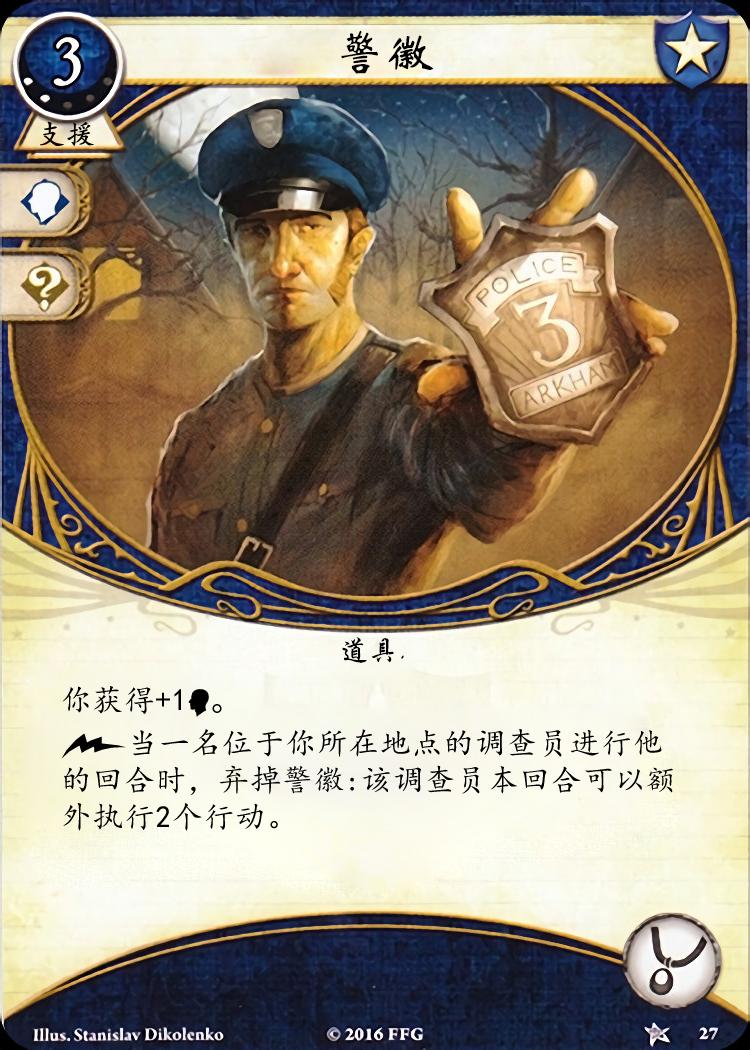 3
警徽
支援
POLICE
3
ARKHAM
道具.
你获得+1。
当一名位于你所在地点的调查员进行他
的回合时，弃掉警徽:该调查员本回合可以额
外执行2个行动。
Illus. Stanislav Dikolenko
© 2016 FFG
27